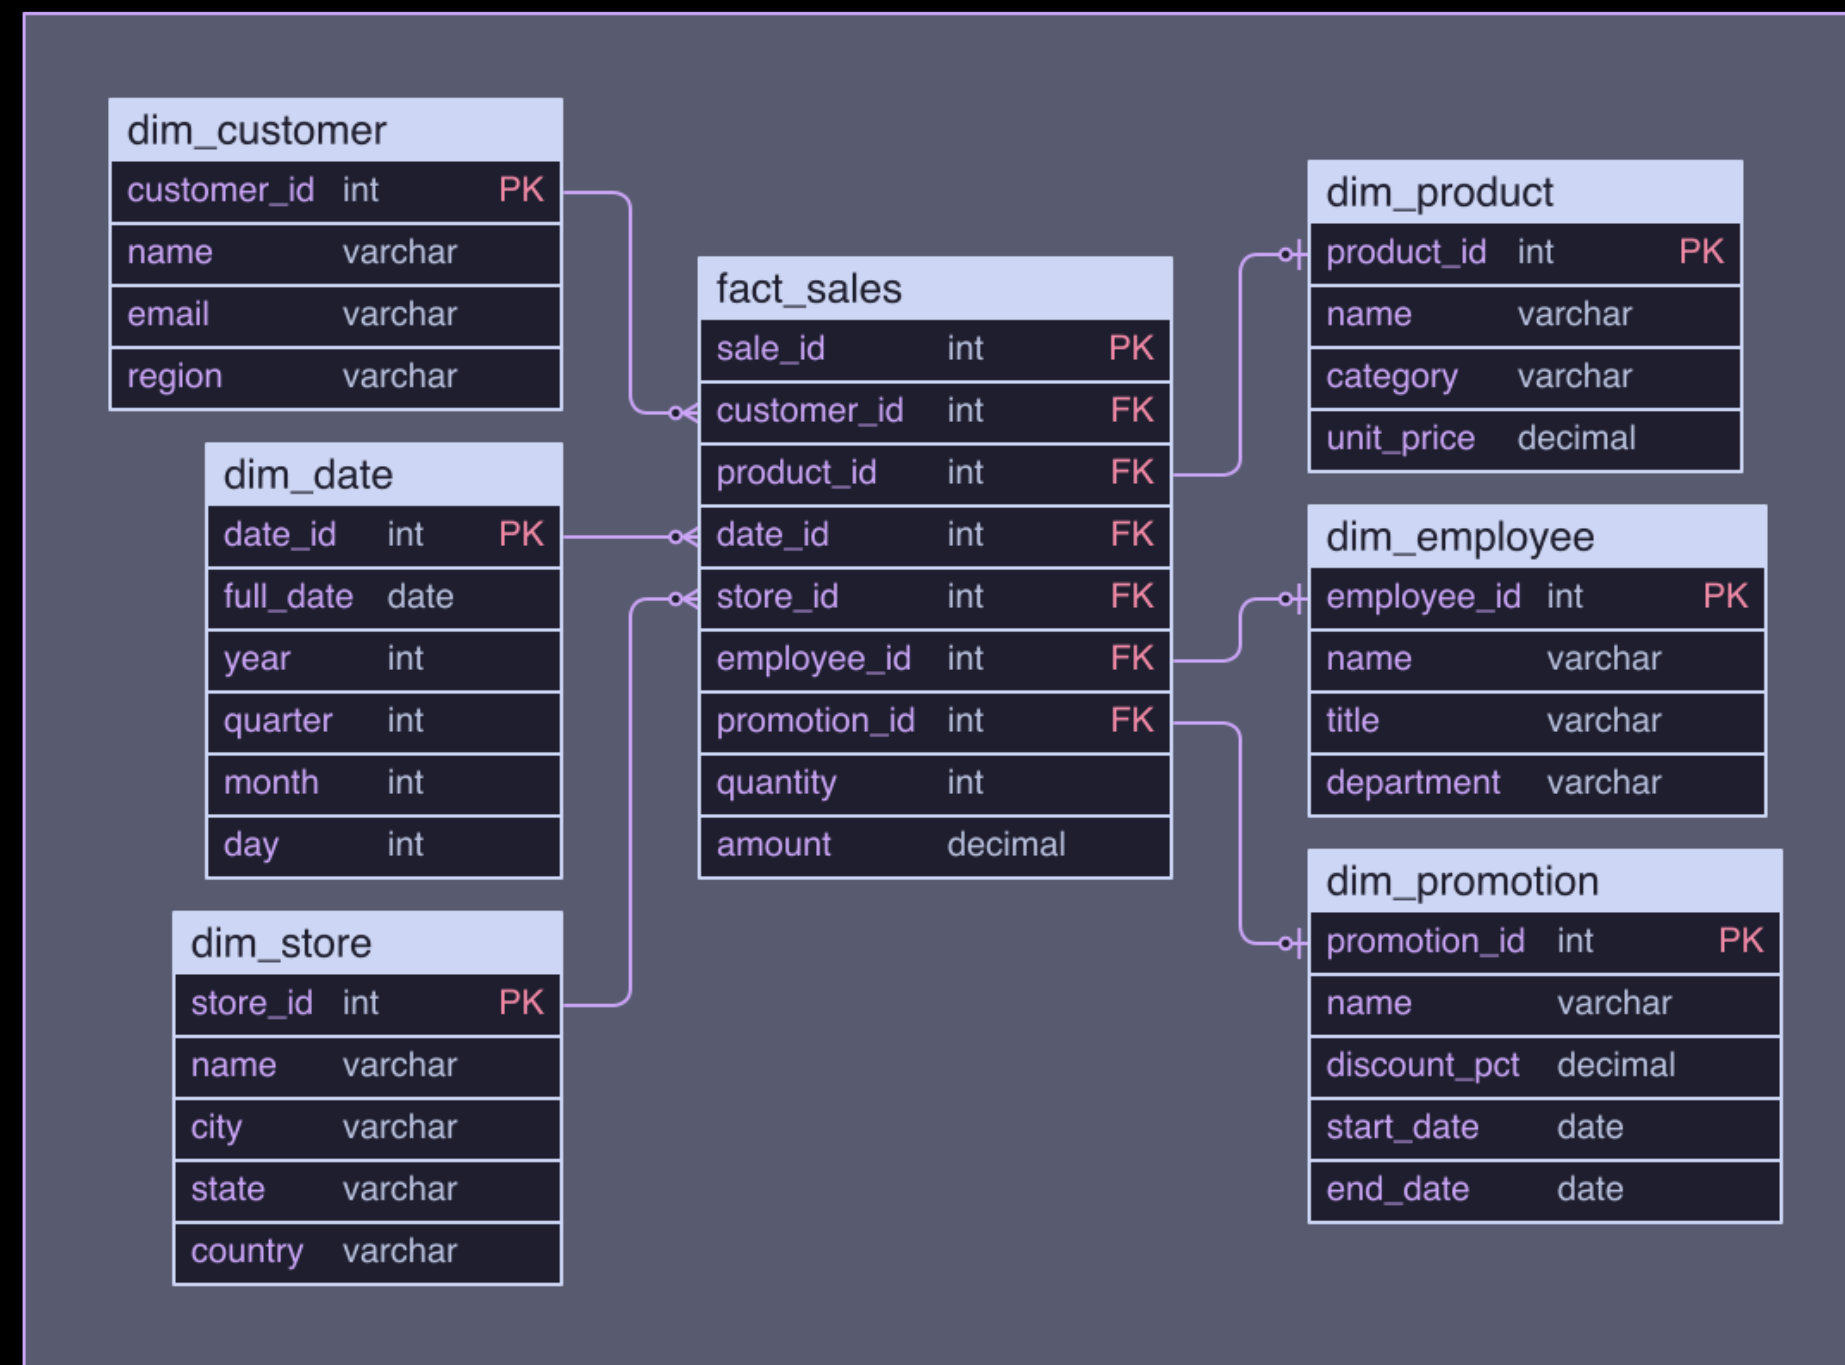 dim_customer
customer_id int PK
name varchar
email varchar
region varchar
dim_date
date_id int PK
full_date date
year int
quarter int
month int
day int
dim_store
store_id int PK
name varchar
city varchar
state varchar
country varchar
fact_sales
sale_id int PK
customer_id int FK
product_id int FK
date_id int FK
store_id int FK
employee_id int FK
promotion_id int FK
quantity int
amount decimal
dim_product
product_id int PK
name varchar
category varchar
unit_price decimal
dim_employee
employee_id int PK
name varchar
title varchar
department varchar
dim_promotion
promotion_id int PK
name varchar
discount_pct decimal
start_date date
end_date date